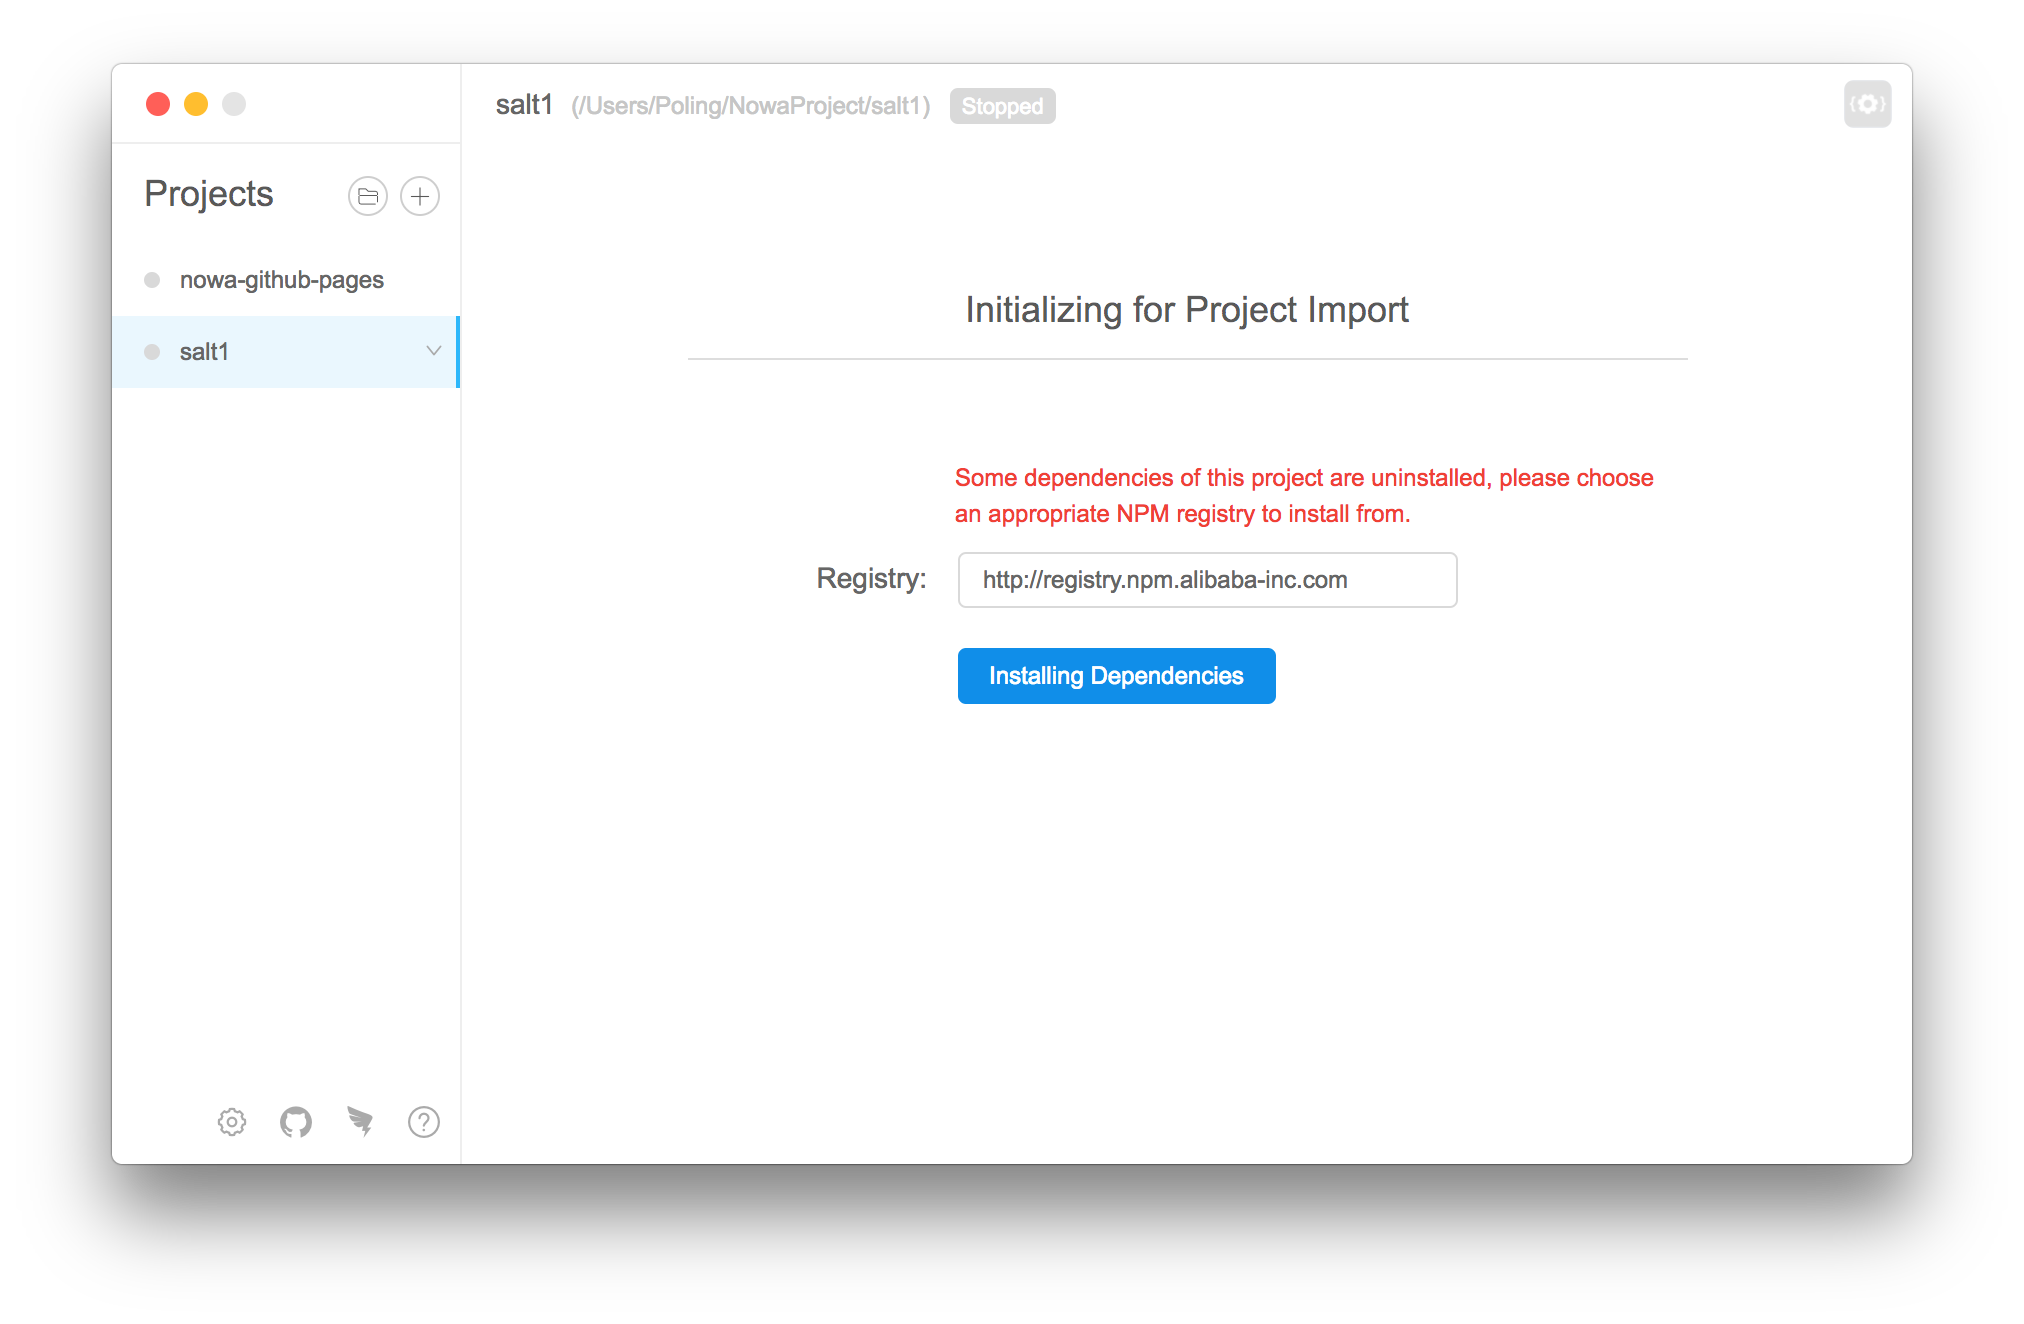 salt1 (/Users/Poling/NowaProject/salt1) Stopped
Projects
nowa-github-pages
salt1
Initializing for Project Import
Some dependencies of this project are uninstalled, please choose
an appropriate NPM registry to install from.
Registry: http://registry.npm.alibaba-inc.com
Installing Dependencies